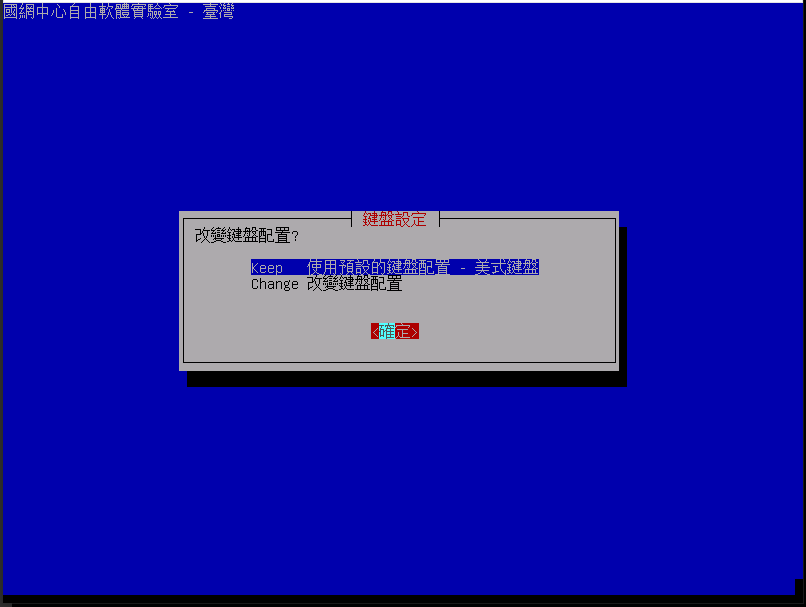 國網中心自由軟體實驗室 - 臺灣
鍵盤設定
改變鍵盤配置?
Keep 使用預設的鍵盤配置 - 美式鍵盤
Change 改變鍵盤配置
<確定>